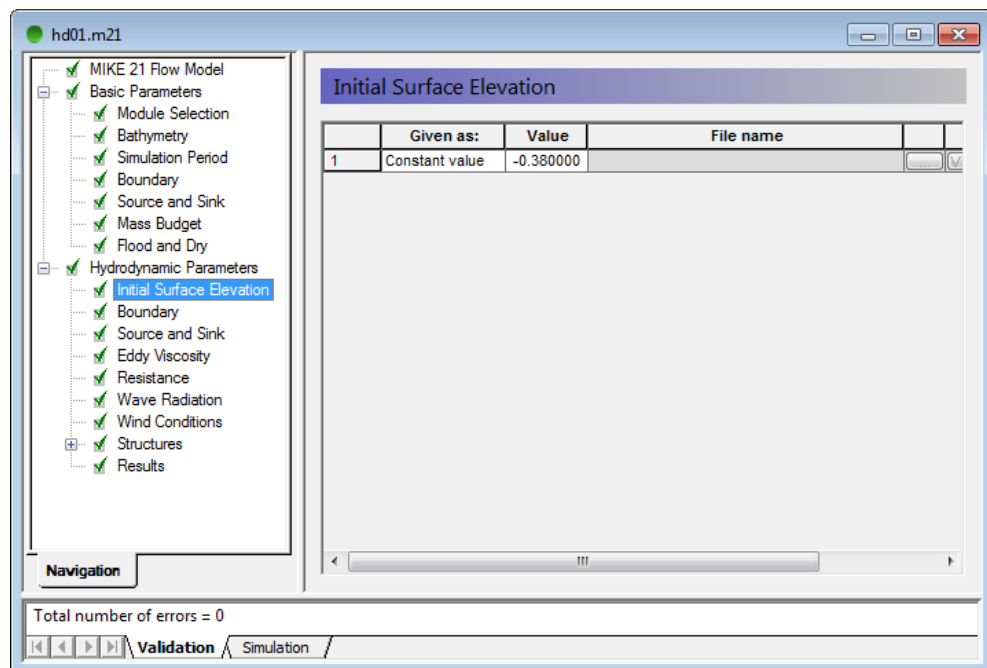 hd01.m21
MIKE 21 Flow Model
Basic Parameters
Module Selection
Bathymetry
Simulation Period
Boundary
Source and Sink
Mass Budget
Flood and Dry
Hydrodynamic Parameters
Initial Surface Elevation
Boundary
Source and Sink
Eddy Viscosity
Resistance
Wave Radiation
Wind Conditions
Structures
Results
Navigation
Initial Surface Elevation
Given as: Value File name
1 Constant value -0.380000 ...
Total number of errors = 0
Validation Simulation